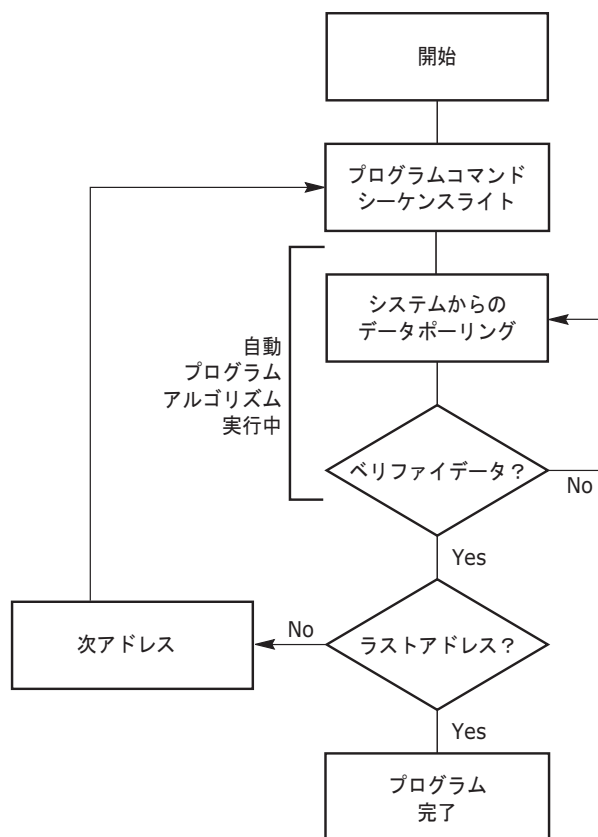 開始
プログラムコマンド
シーケンスライト
システムからの
データポーリング
自動
プログラム
アルゴリズム
実行中
ベリファイデータ？
No
Yes
次アドレス
No
ラストアドレス？
Yes
プログラム
完了